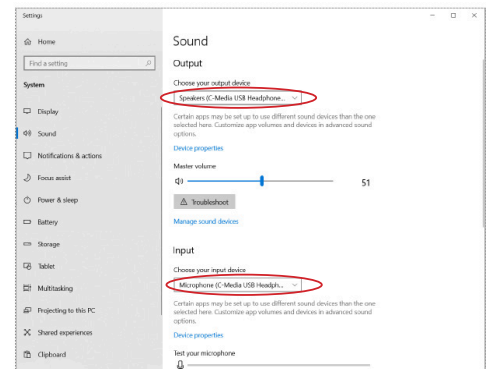 Settings
Home
Find a setting
System
Display
Sound
Notifications & actions
Focus assist
Power & sleep
Battery
Storage
Tablet
Multitasking
Projecting to this PC
Shared experiences
Clipboard
Sound
Output
Choose your output device
Speakers (C-Media USB Headphone...
Certain apps may be set up to use different sound devices than the one
selected here. Customize app volumes and devices in advanced sound
options.
Device properties
Master volume
51
Troubleshoot
Manage sound devices
Input
Choose your input device
Microphone (C-Media USB Headph...
Certain apps may be set up to use different sound devices than the one
selected here. Customize app volumes and devices in advanced sound
options.
Device properties
Test your microphone